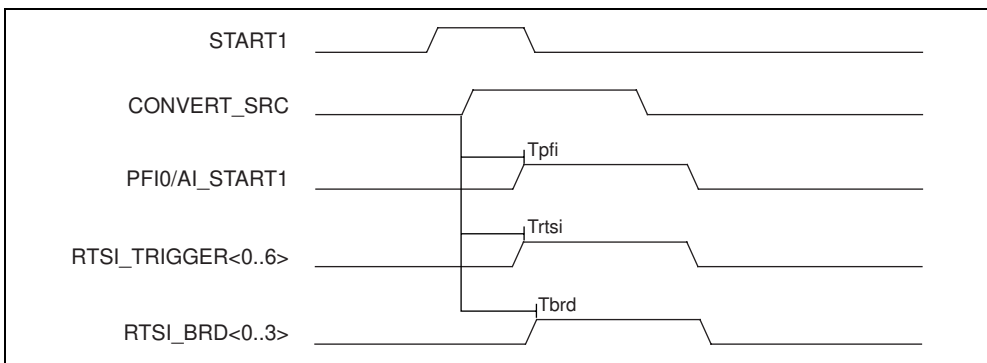 START1
CONVERT_SRC
Tpfi
PFI0/AI_START1
Trtsi
RTSI_TRIGGER<0..6>
Tbrd
RTSI_BRD<0..3>